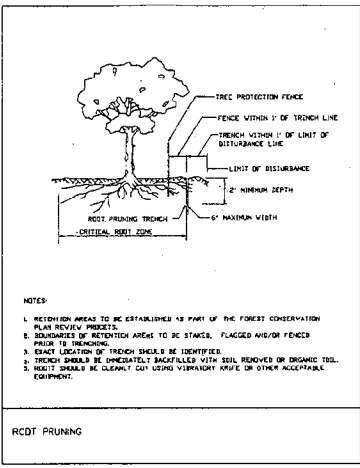 TREE PROTECTION FENCE
FENCE WITHIN 1' OF TRENCH LINE
TRENCH WITHIN 1' OF LIMIT OF
DISTURBANCE LINE
LIMIT OF DISTURBANCE
2' MINIMUM DEPTH
ROOT PRUNING TRENCH
6" MAXIMUM WIDTH
CRITICAL ROOT ZONE
NOTES:
1. RETENTION AREAS TO BE ESTABLISHED AS PART OF THE FOREST CONSERVATION
PLAN REVIEW PROCESS.
2. BOUNDARIES OF RETENTION AREAS TO BE STAKED, FLAGGED AND/OR FENCED
PRIOR TO TRENCHING.
3. EXACT LOCATION OF TRENCH SHOULD BE IDENTIFIED.
4. TRENCH SHOULD BE IMMEDIATELY BACKFILLED WITH SOIL REMOVED OR ORGANIC SOIL.
5. ROOTS SHOULD BE CLEANLY CUT USING VIBRATORY KNIFE OR OTHER ACCEPTABLE
EQUIPMENT.
ROOT PRUNING